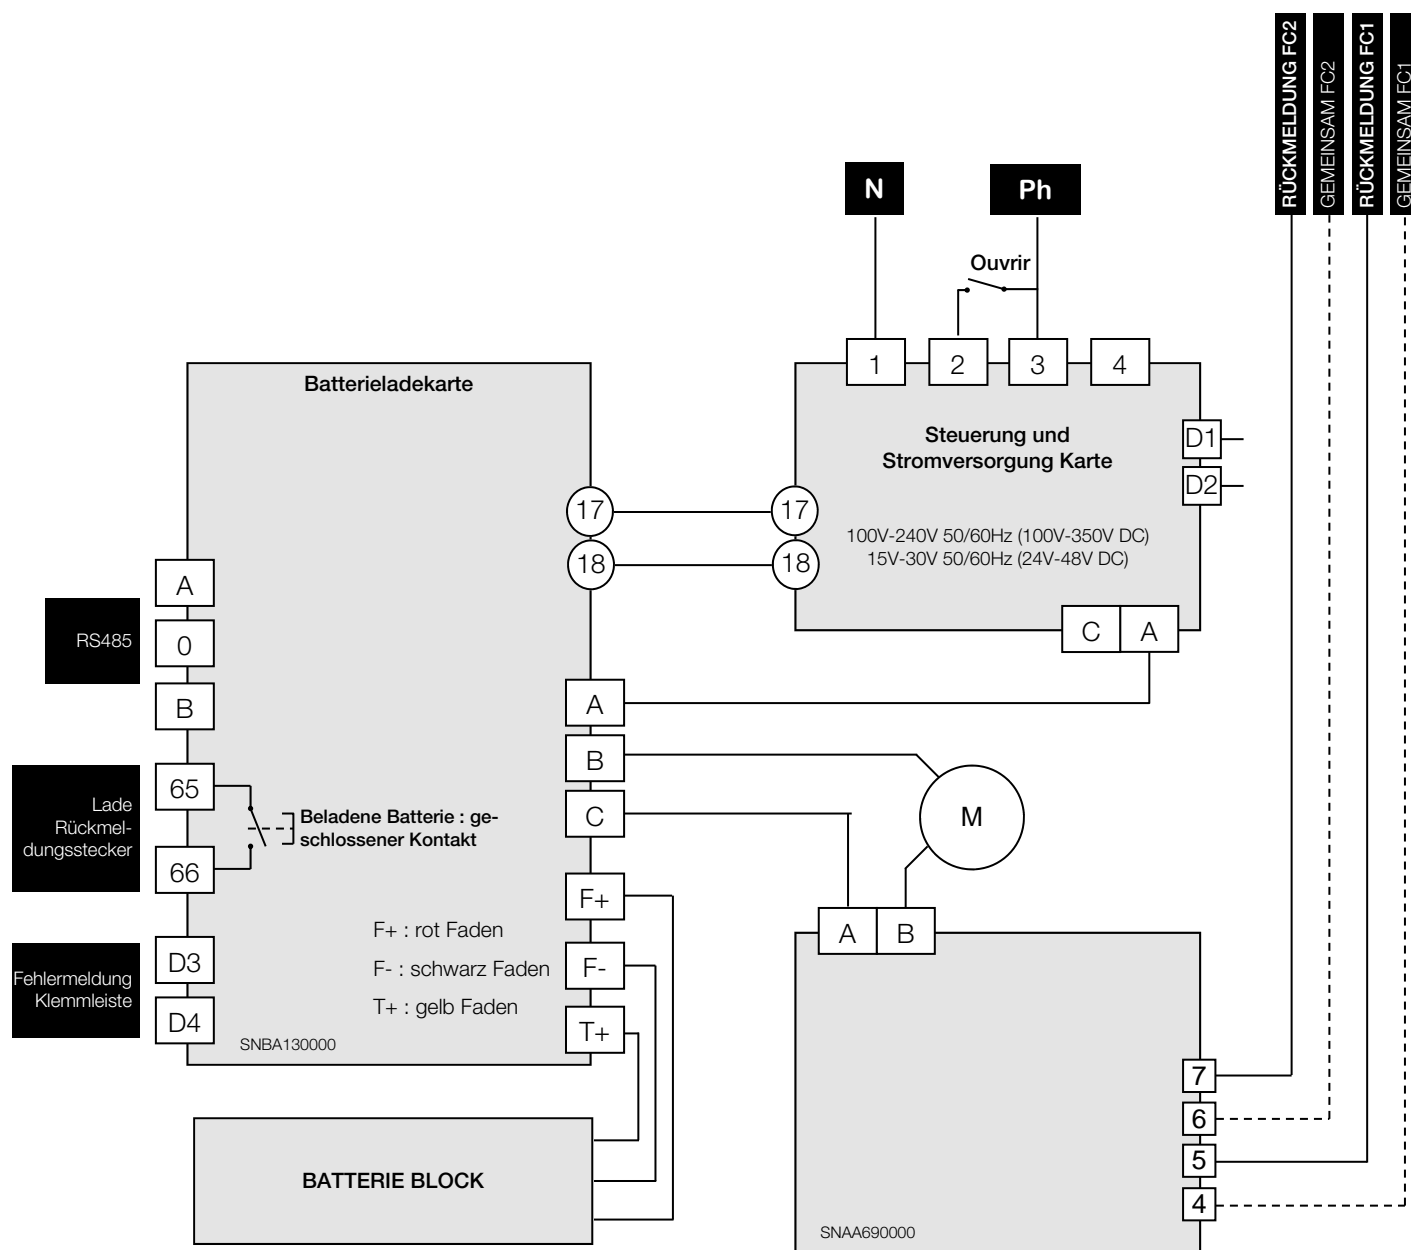 RÜCKMELDUNG FC2
GEMEINSAM FC2
RÜCKMELDUNG FC1
GEMEINSAM FC1
N
Ph
Ouvrir
1
2
3
4
Steuerung und
Stromversorgung Karte
D1
D2
100V-240V 50/60Hz (100V-350V DC)
15V-30V 50/60Hz (24V-48V DC)
17
18
C
A
Batterieladekarte
17
18
RS485
A
0
B
A
B
C
Lade
Rückmel-
dungsstecker
65
66
Beladene Batterie : ge-
schlossener Kontakt
F+ : rot Faden
F- : schwarz Faden
T+ : gelb Faden
F+
F-
T+
Fehlermeldung
Klemmleiste
D3
D4
SNBA130000
M
A
B
7
6
5
4
SNAA690000
BATTERIE BLOCK